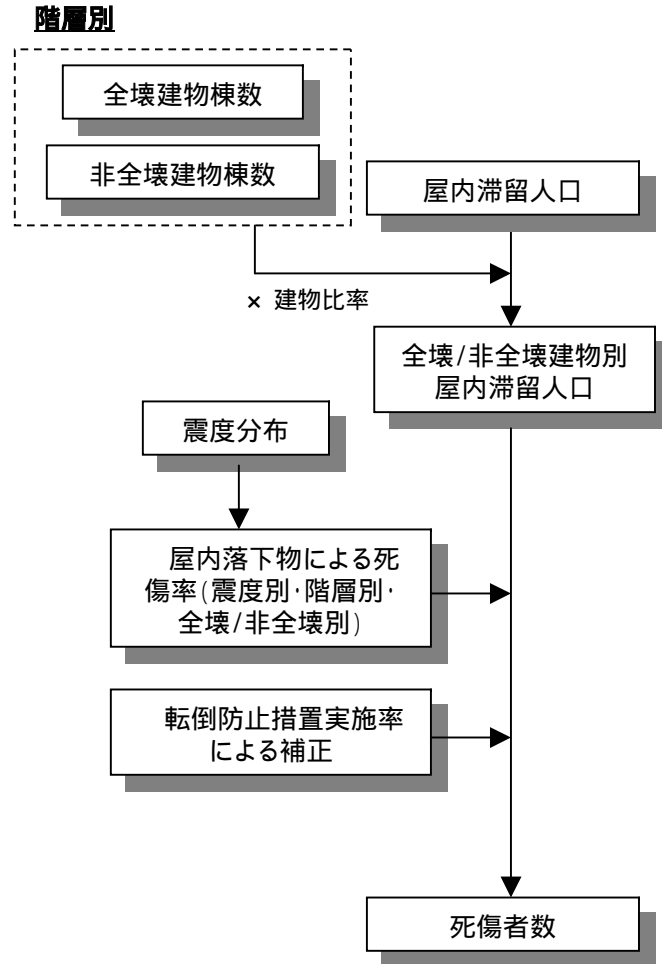 階層別
全壊建物棟数
非全壊建物棟数
屋内滞留人口
× 建物比率
全壊/非全壊建物別
屋内滞留人口
震度分布
屋内落下物による死
傷率(震度別・階層別・
全壊/非全壊別)
転倒防止措置実施率
による補正
死傷者数